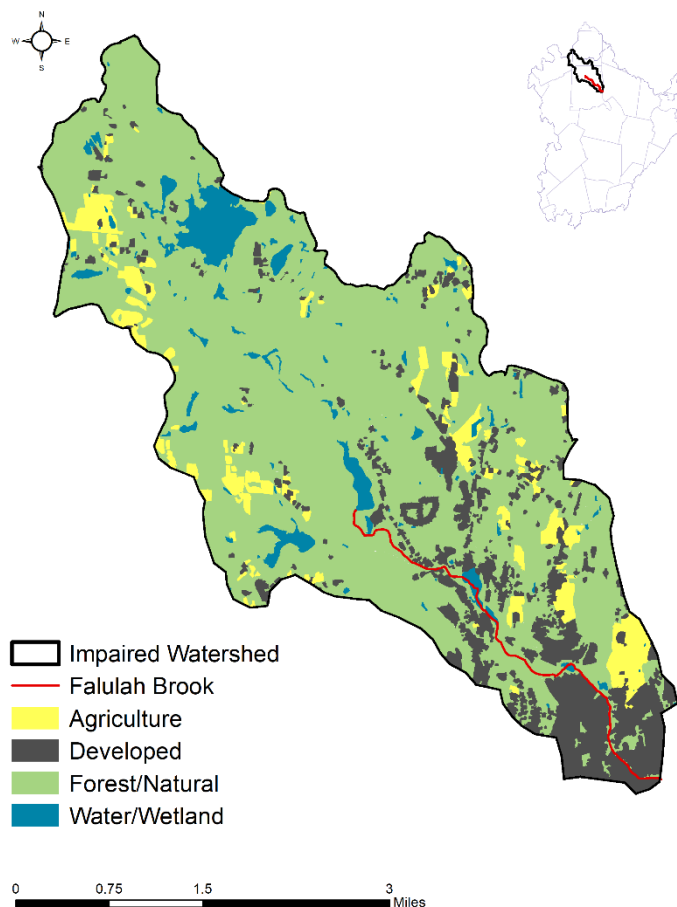 N
W E
S
Impaired Watershed
Falulah Brook
Agriculture
Developed
Forest/Natural
Water/Wetland
0 0.75 1.5 3
Miles